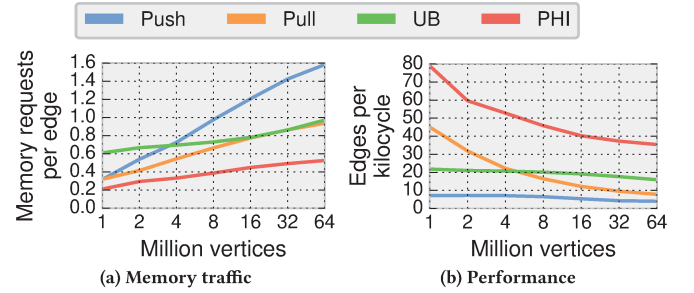 Push Pull UB PHI
Memory requests
per edge
1.6
1.4
1.2
1.0
0.8
0.6
0.4
0.2
0.0
1 2 4 8 16 32 64
Million vertices
(a) Memory traffic
Edges per
kilocycle
80
70
60
50
40
30
20
10
0
1 2 4 8 16 32 64
Million vertices
(b) Performance